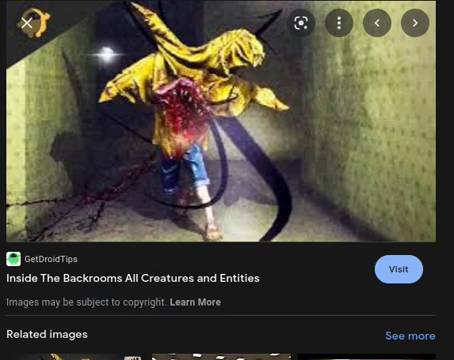 GetDroidTips
Inside The Backrooms All Creatures and Entities
Visit
Images may be subject to copyright. Learn More
Related images
See more